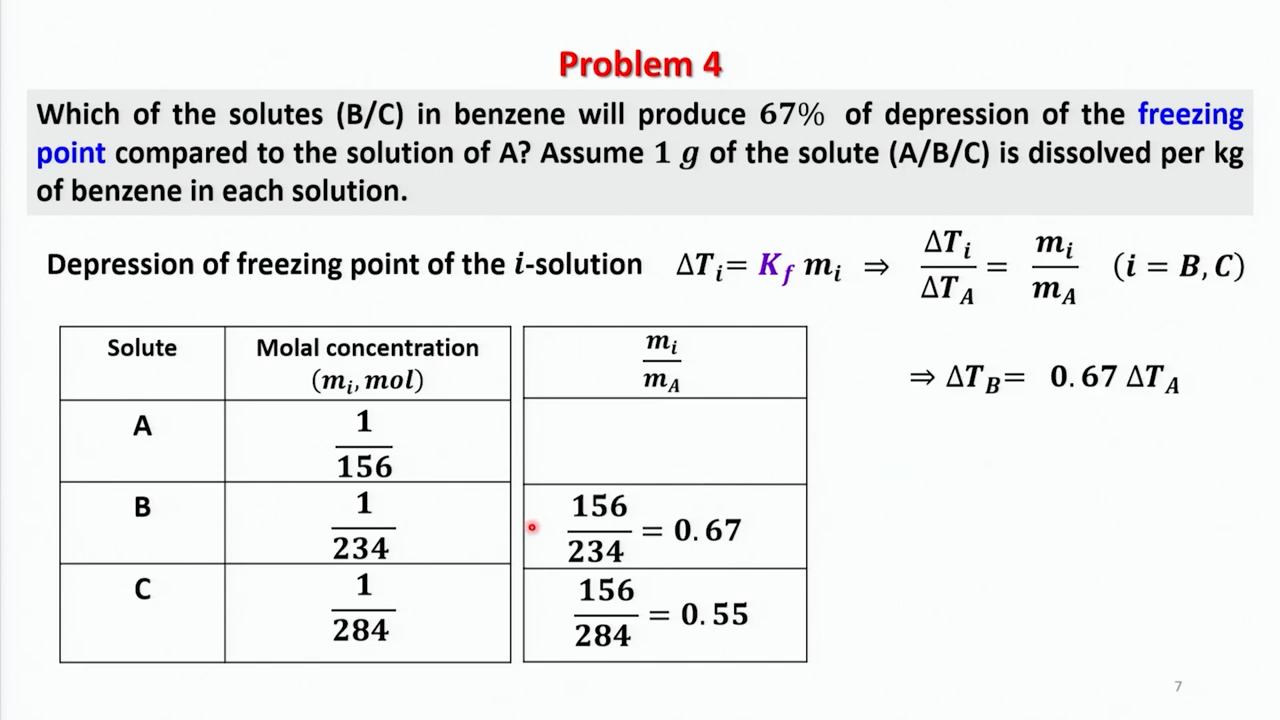 Problem 4
Which of the solutes (B/C) in benzene will produce 67% of depression of the freezing
point compared to the solution of A? Assume 1 g of the solute (A/B/C) is dissolved per kg
of benzene in each solution.
Depression of freezing point of the i-solution ΔT_i= K_f m_i ⇒ ΔT_i/ΔT_A = m_i/m_A (i = B, C)
Solute Molal concentration (m_i, mol) m_i/m_A
⇒ ΔT_B= 0.67 ΔT_A
A 1/156
B 1/234 156/234 = 0.67
C 1/284 156/284 = 0.55
7